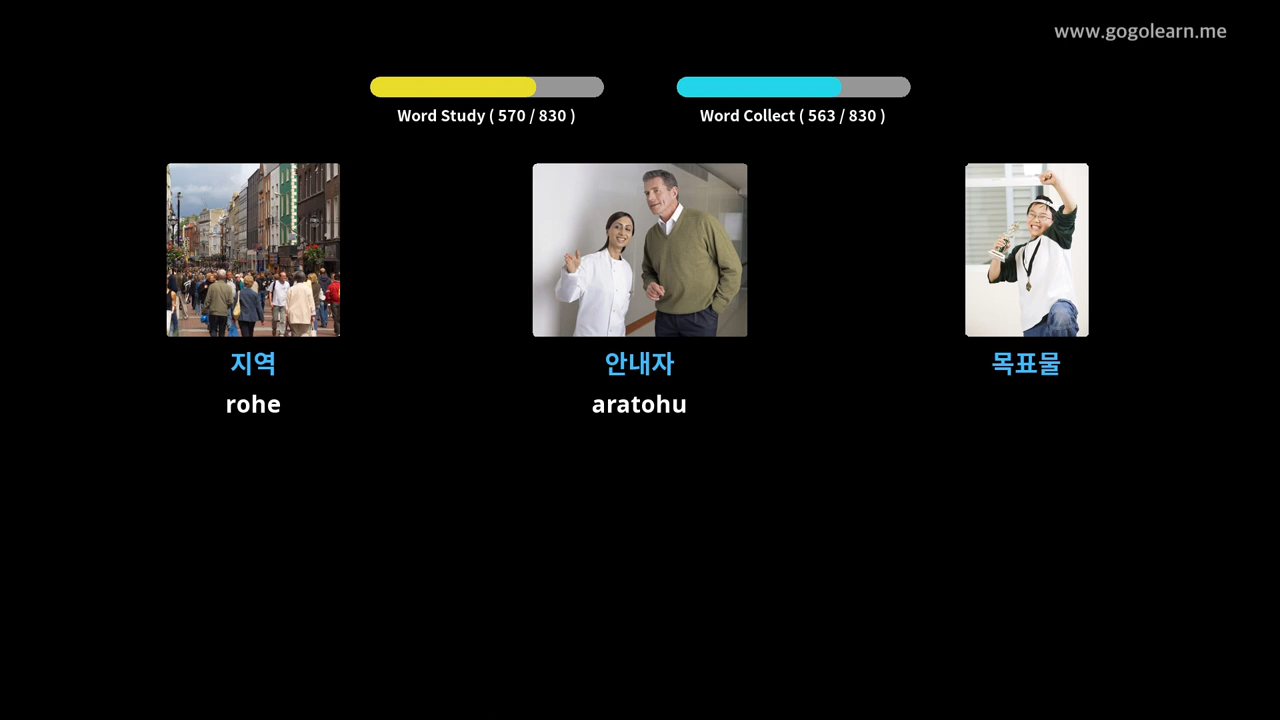 www.gogolearn.me
Word Study ( 570 / 830 )
Word Collect ( 563 / 830 )
지역
안내자
목표물
rohe
aratohu